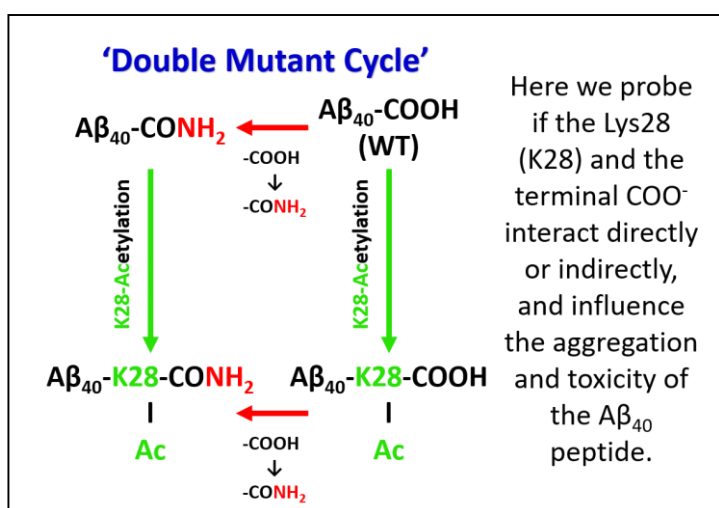 ‘Double Mutant Cycle’
Aβ₄₀-CONH₂
Aβ₄₀-COOH
(WT)
-COOH
↓
-CONH₂
K28-Acetylation
K28-Acetylation
Aβ₄₀-K28-CONH₂
Ac
Aβ₄₀-K28-COOH
Ac
-COOH
↓
-CONH₂
Here we probe
if the Lys28
(K28) and the
terminal COO⁻
interact directly
or indirectly,
and influence
the aggregation
and toxicity of
the Aβ₄₀
peptide.